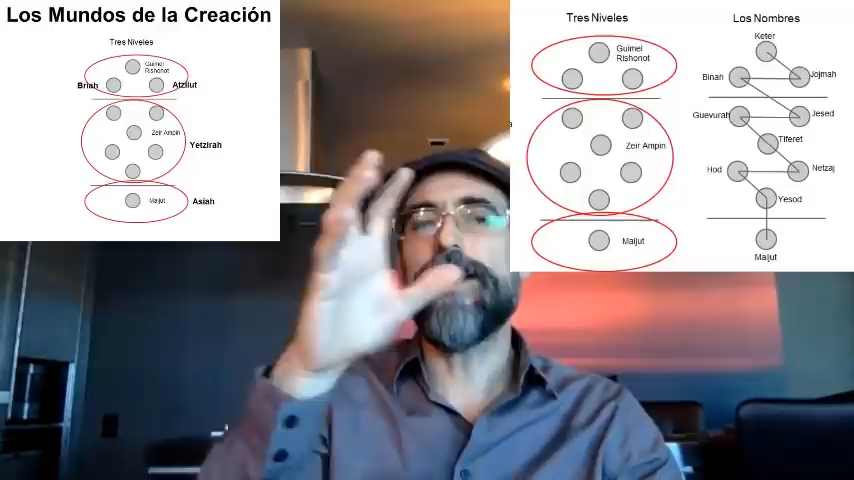 Los Mundos de la Creación
Tres Niveles
Guimel
Rishonot
Briah
Atzilut
Zeir Ampin
Yetzirah
Maljut
Asiah
Tres Niveles
Guimel
Rishonot
Zeir Ampin
Maljut
Los Nombres
Keter
Binah
Jojmah
Guevurah
Jesed
Tiferet
Hod
Netzaj
Yesod
Maljut